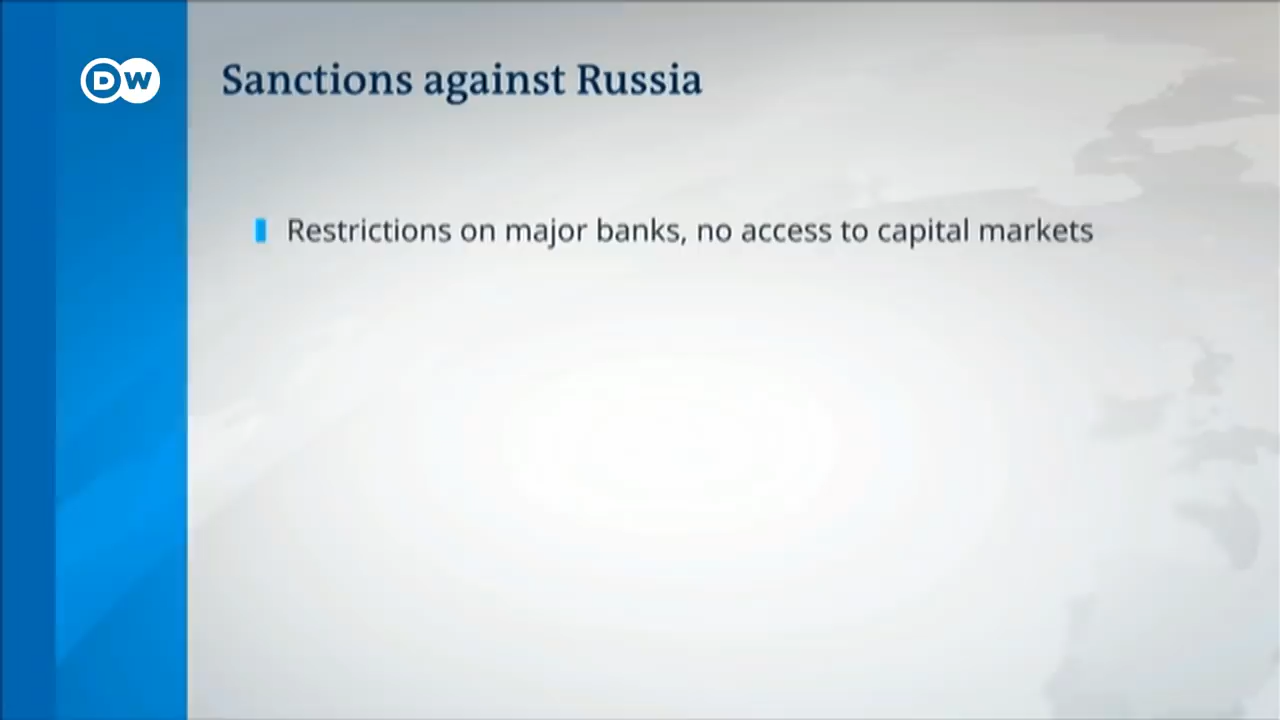 DW
Sanctions against Russia
Restrictions on major banks, no access to capital markets